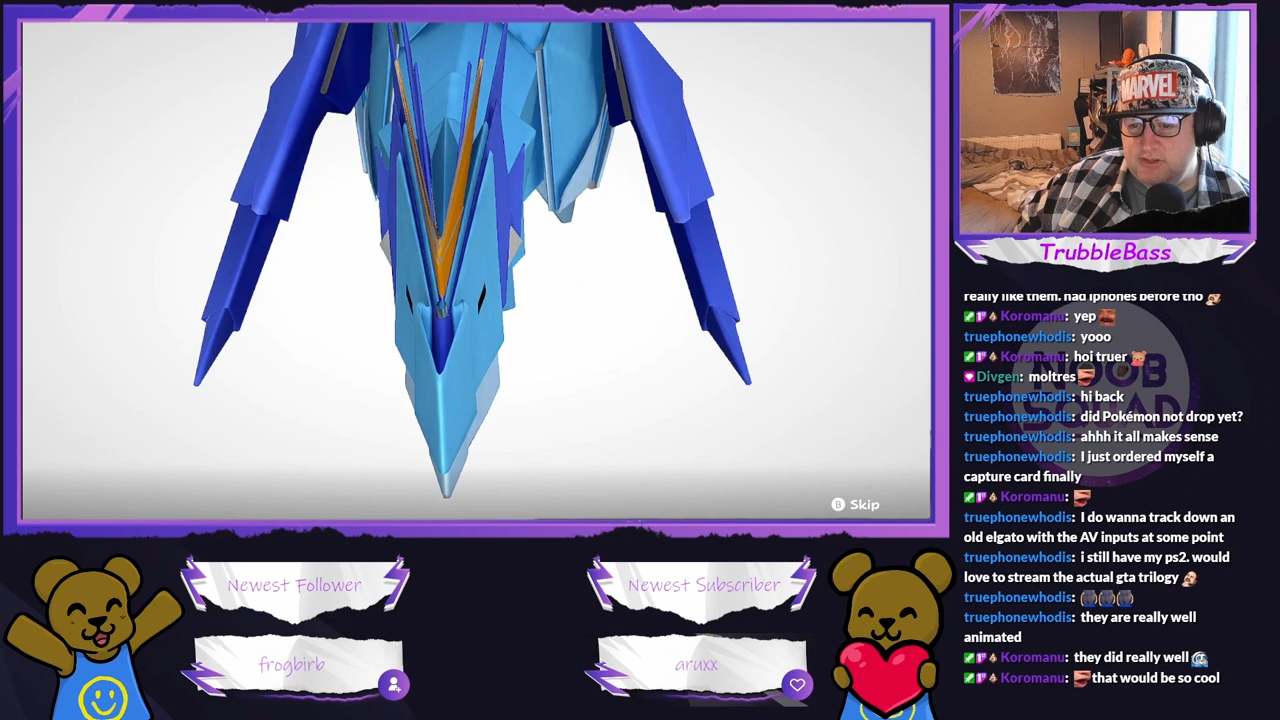 MARVEL
TrubbleBass
really like them. had iphones before tho
Koromanu: yep
truephonewhodis: yooo
Koromanu: hoi truer
Divgen: moltres
truephonewhodis: hi back
truephonewhodis: did Pokémon not drop yet?
truephonewhodis: ahhh it all makes sense
truephonewhodis: I just ordered myself a
capture card finally
Koromanu:
truephonewhodis: I do wanna track down an
old elgato with the AV inputs at some point
truephonewhodis: i still have my ps2. would
love to stream the actual gta trilogy
truephonewhodis:
truephonewhodis: they are really well
animated
Koromanu: they did really well
Koromanu: that would be so cool
NOOB
SQUAD
B Skip
Newest Follower
frogbirb
Newest Subscriber
aruxx